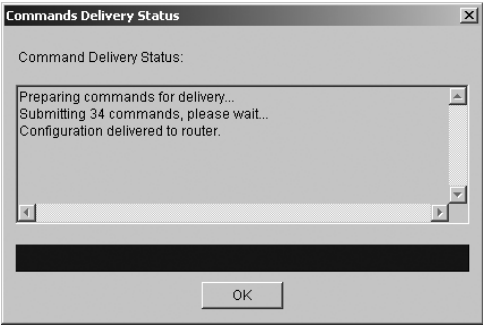 Commands Delivery Status
Command Delivery Status:
Preparing commands for delivery...
Submitting 34 commands, please wait...
Configuration delivered to router.
OK